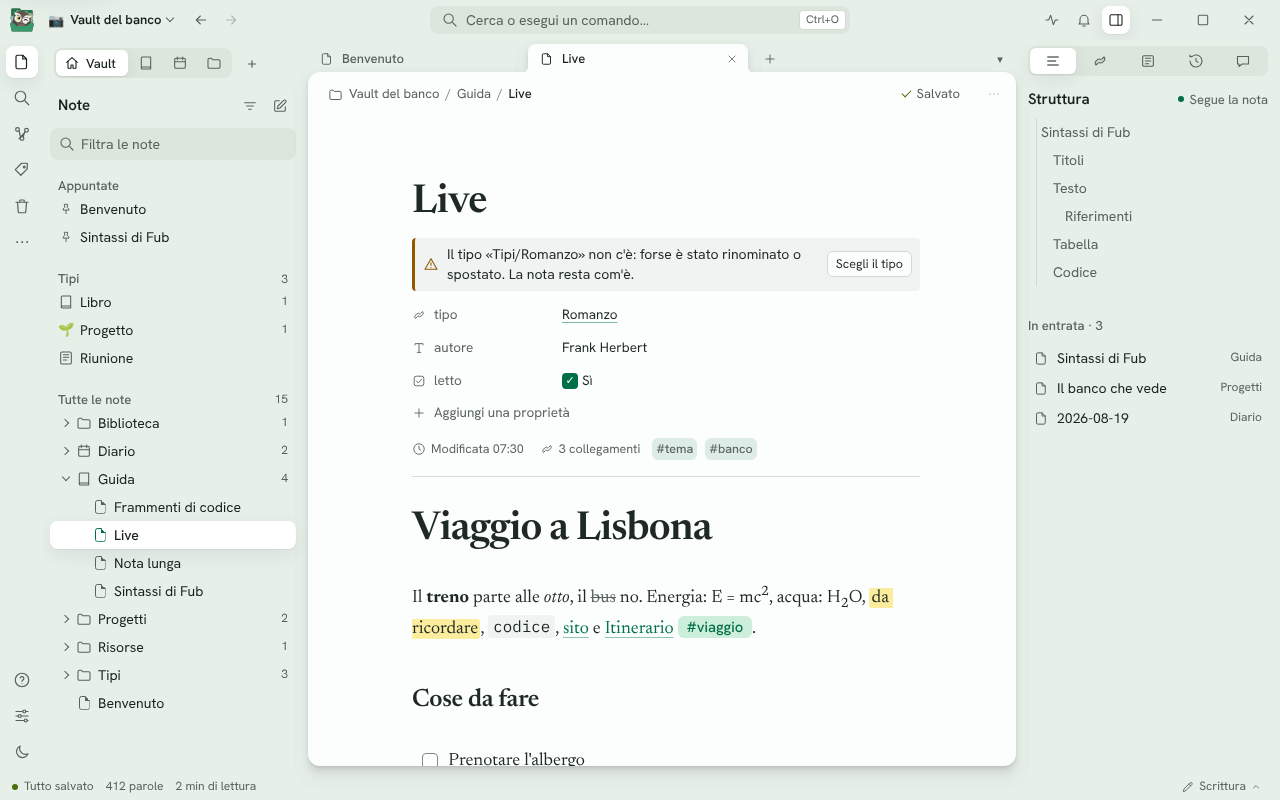 Vault del banco
Cerca o esegui un comando...
Ctrl+O
Vault
Benvenuto
Live
Note
Filtra le note
Appuntate
Benvenuto
Sintassi di Fub
Tipi 3
Libro 1
Progetto 1
Riunione
Tutte le note 15
Biblioteca 1
Diario 2
Guida 4
Frammenti di codice
Live
Nota lunga
Sintassi di Fub
Progetti 2
Risorse 1
Tipi 3
Benvenuto
Vault del banco / Guida / Live
Salvato
Live
Il tipo «Tipi/Romanzo» non c'è: forse è stato rinominato o
spostato. La nota resta com'è.
Scegli il tipo
tipo Romanzo
autore Frank Herbert
letto Sì
Aggiungi una proprietà
Modificata 07:30 3 collegamenti #tema #banco
Viaggio a Lisbona
Il treno parte alle otto, il bus no. Energia: E = mc², acqua: H₂O, da
ricordare, codice, sito e Itinerario #viaggio.
Cose da fare
Prenotare l'albergo
Struttura
Segue la nota
Sintassi di Fub
Titoli
Testo
Riferimenti
Tabella
Codice
In entrata · 3
Sintassi di Fub Guida
Il banco che vede Progetti
2026-08-19 Diario
Tutto salvato 412 parole 2 min di lettura
Scrittura